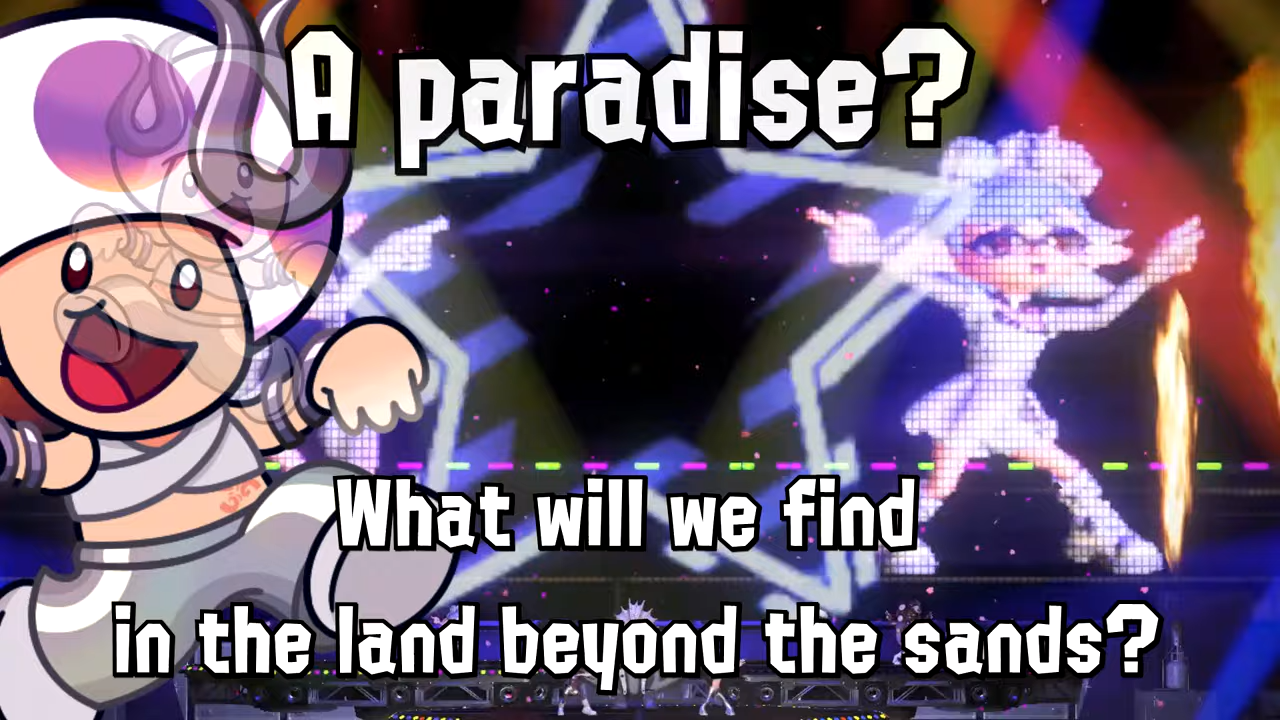 A paradise?
What will we find
in the land beyond the sands?